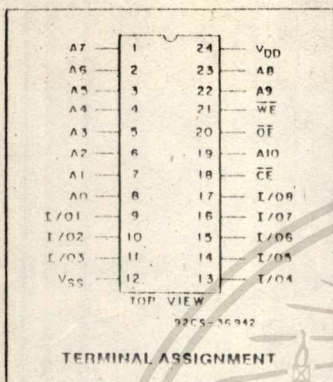 A7 1 24 VDD
A6 2 23 A8
A5 3 22 A9
A4 4 21 WE
A3 5 20 OE
A2 6 19 A10
A1 7 18 CE
A0 8 17 I/O8
I/O1 9 16 I/O7
I/O2 10 15 I/O6
I/O3 11 14 I/O5
VSS 12 13 I/O4
TOP VIEW
92CS-36942
TERMINAL ASSIGNMENT